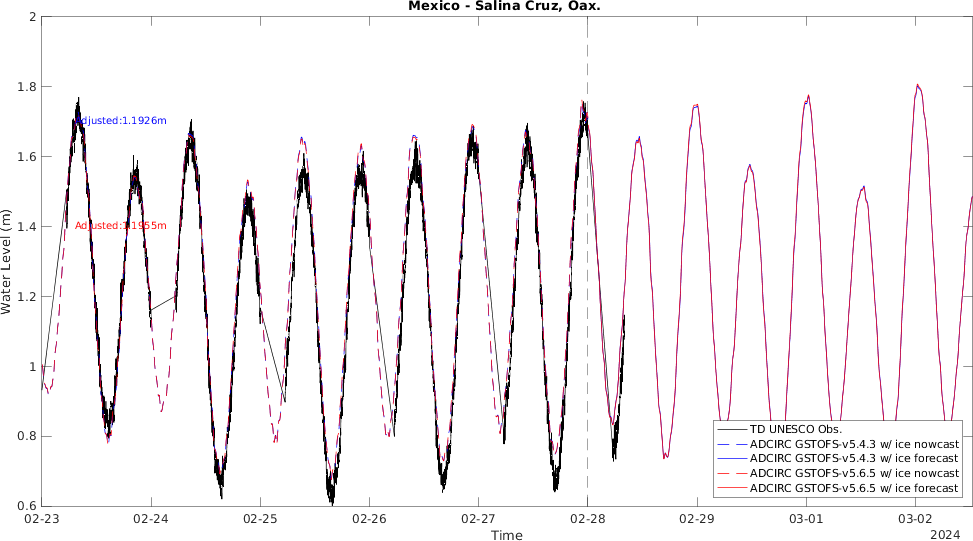 Mexico - Salina Cruz, Oax.
2
1.8
1.6
1.4
1.2
1
0.8
0.6
Water Level (m)
Adjusted:1.1926m
Adjusted:1.1955m
TD UNESCO Obs.
ADCIRC GSTOFS-v5.4.3 w/ ice nowcast
ADCIRC GSTOFS-v5.4.3 w/ ice forecast
ADCIRC GSTOFS-v5.6.5 w/ ice nowcast
ADCIRC GSTOFS-v5.6.5 w/ ice forecast
02-23 02-24 02-25 02-26 02-27 02-28 02-29 03-01 03-02
Time
2024